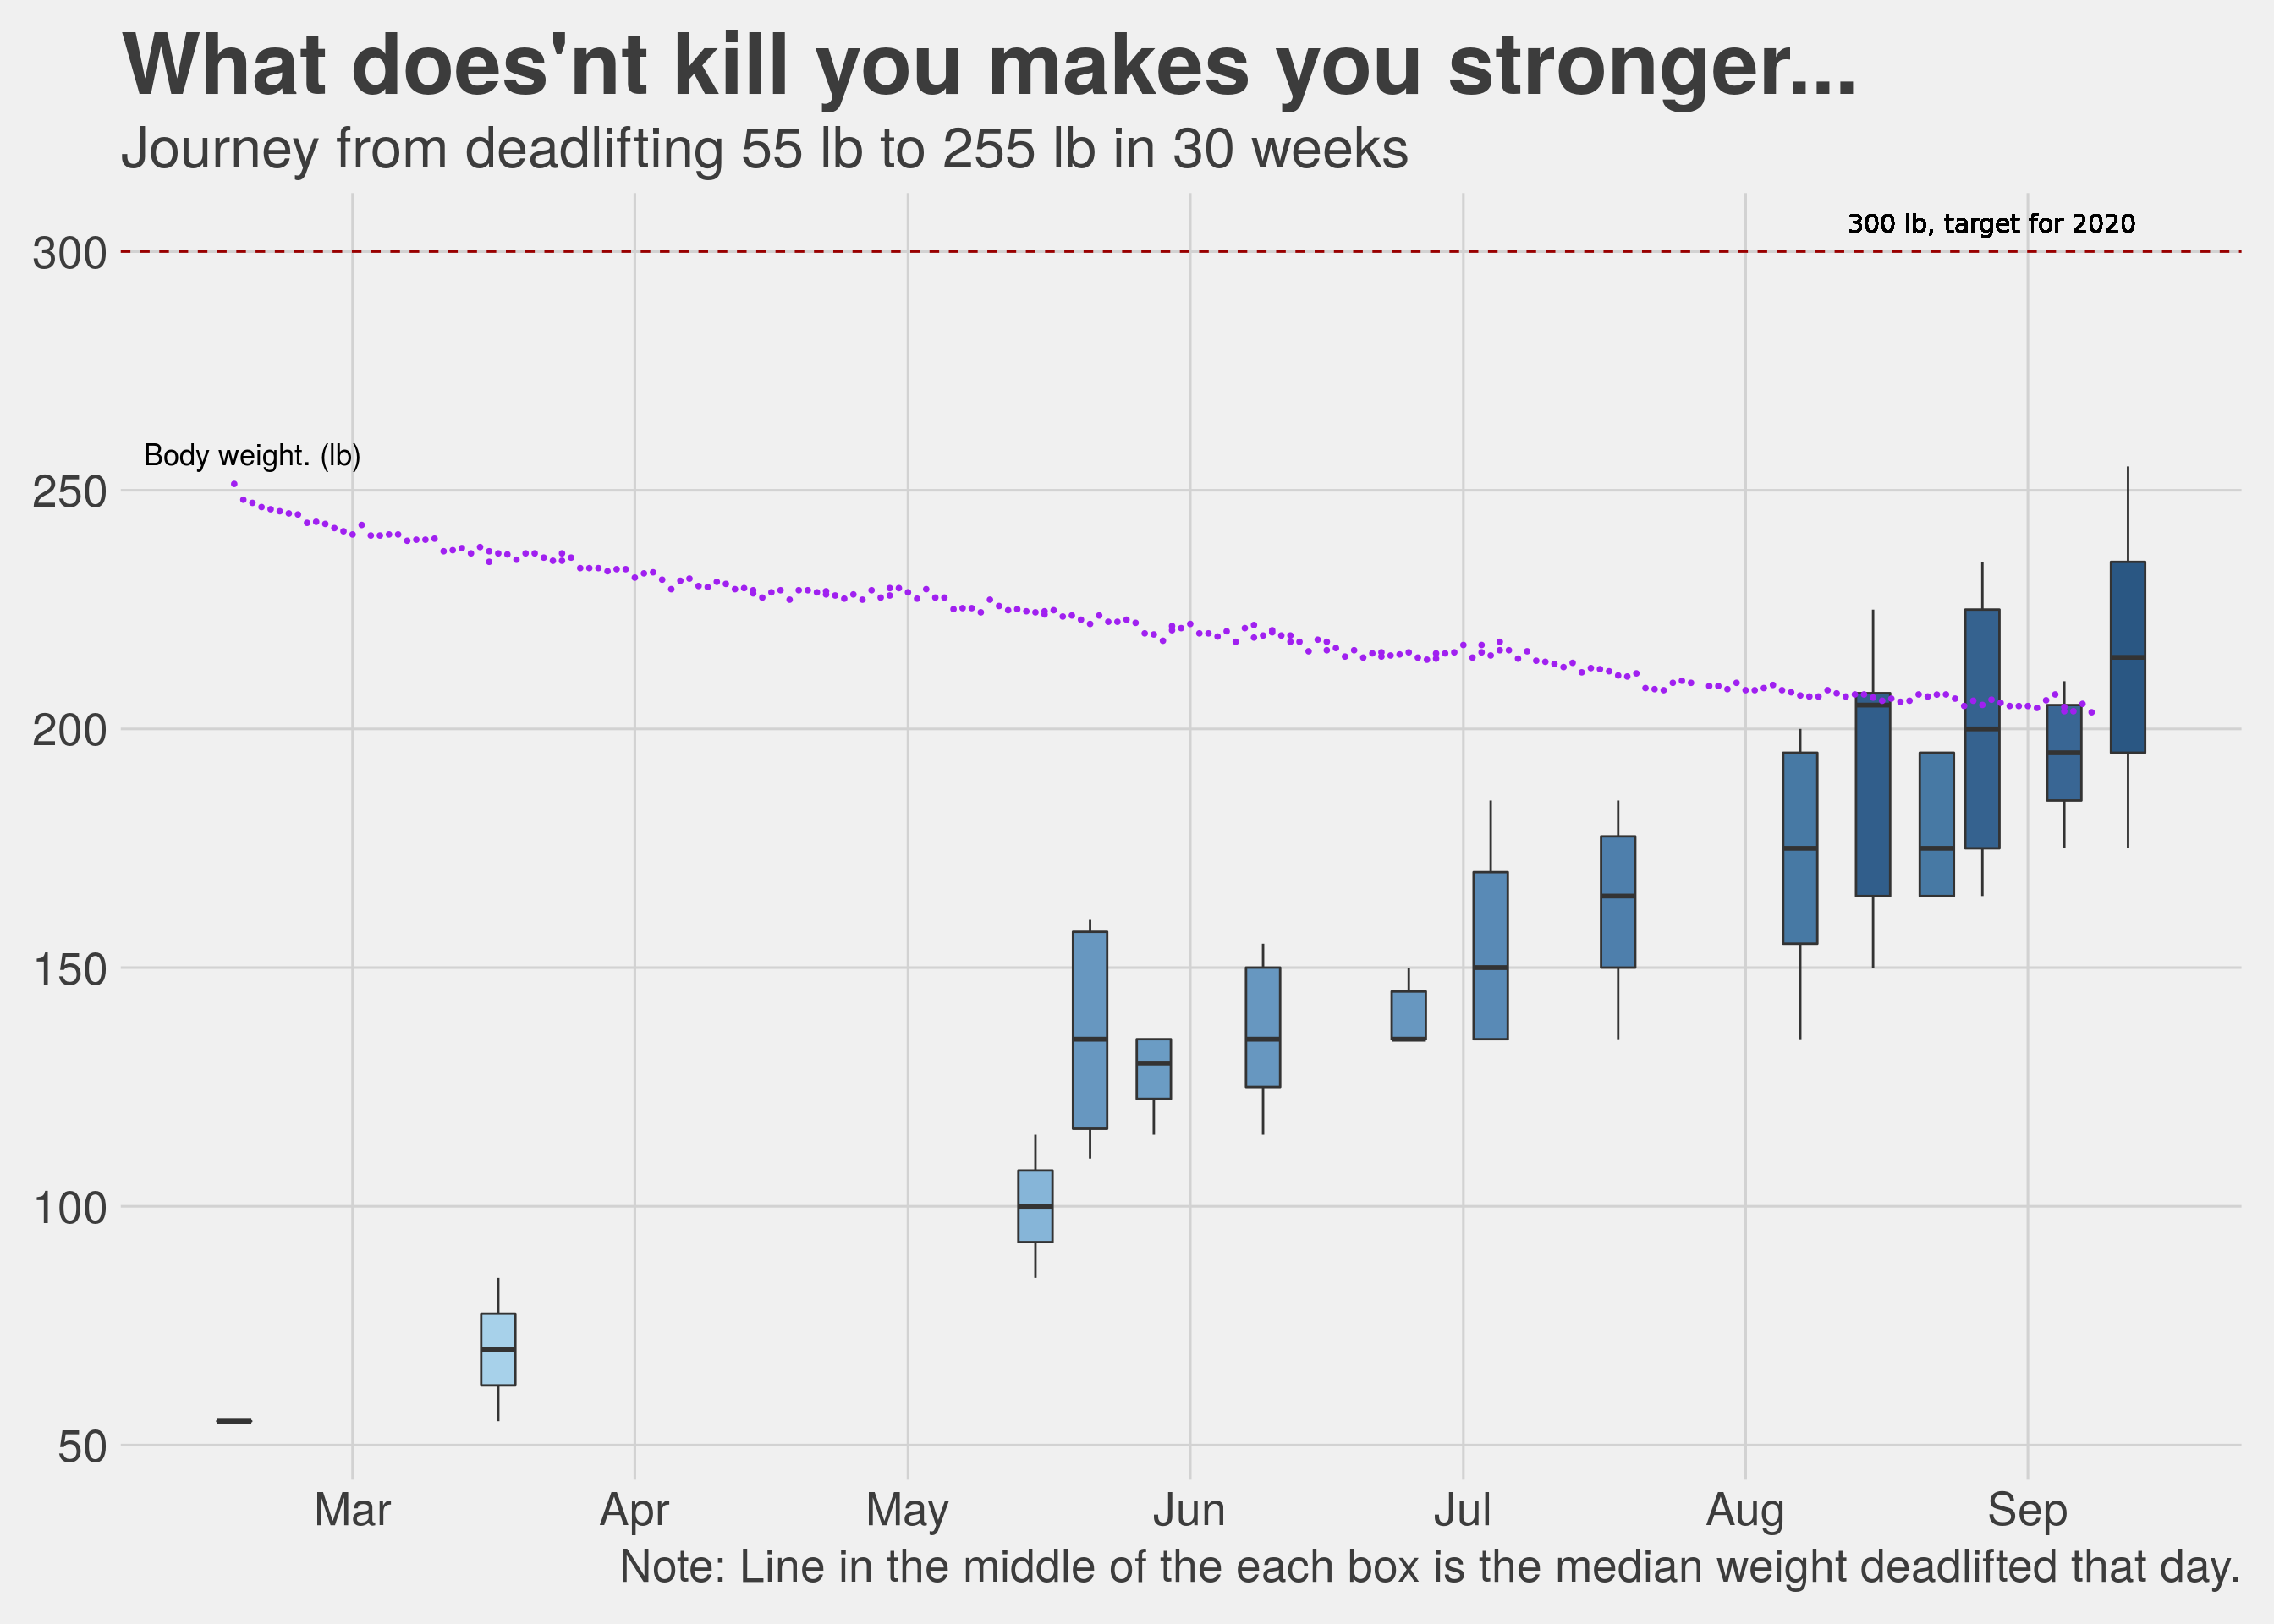 What does'nt kill you makes you stronger...
Journey from deadlifting 55 lb to 255 lb in 30 weeks
300 lb, target for 2020
300
Body weight. (lb)
250
200
150
100
50
Mar Apr May Jun Jul Aug Sep
Note: Line in the middle of the each box is the median weight deadlifted that day.